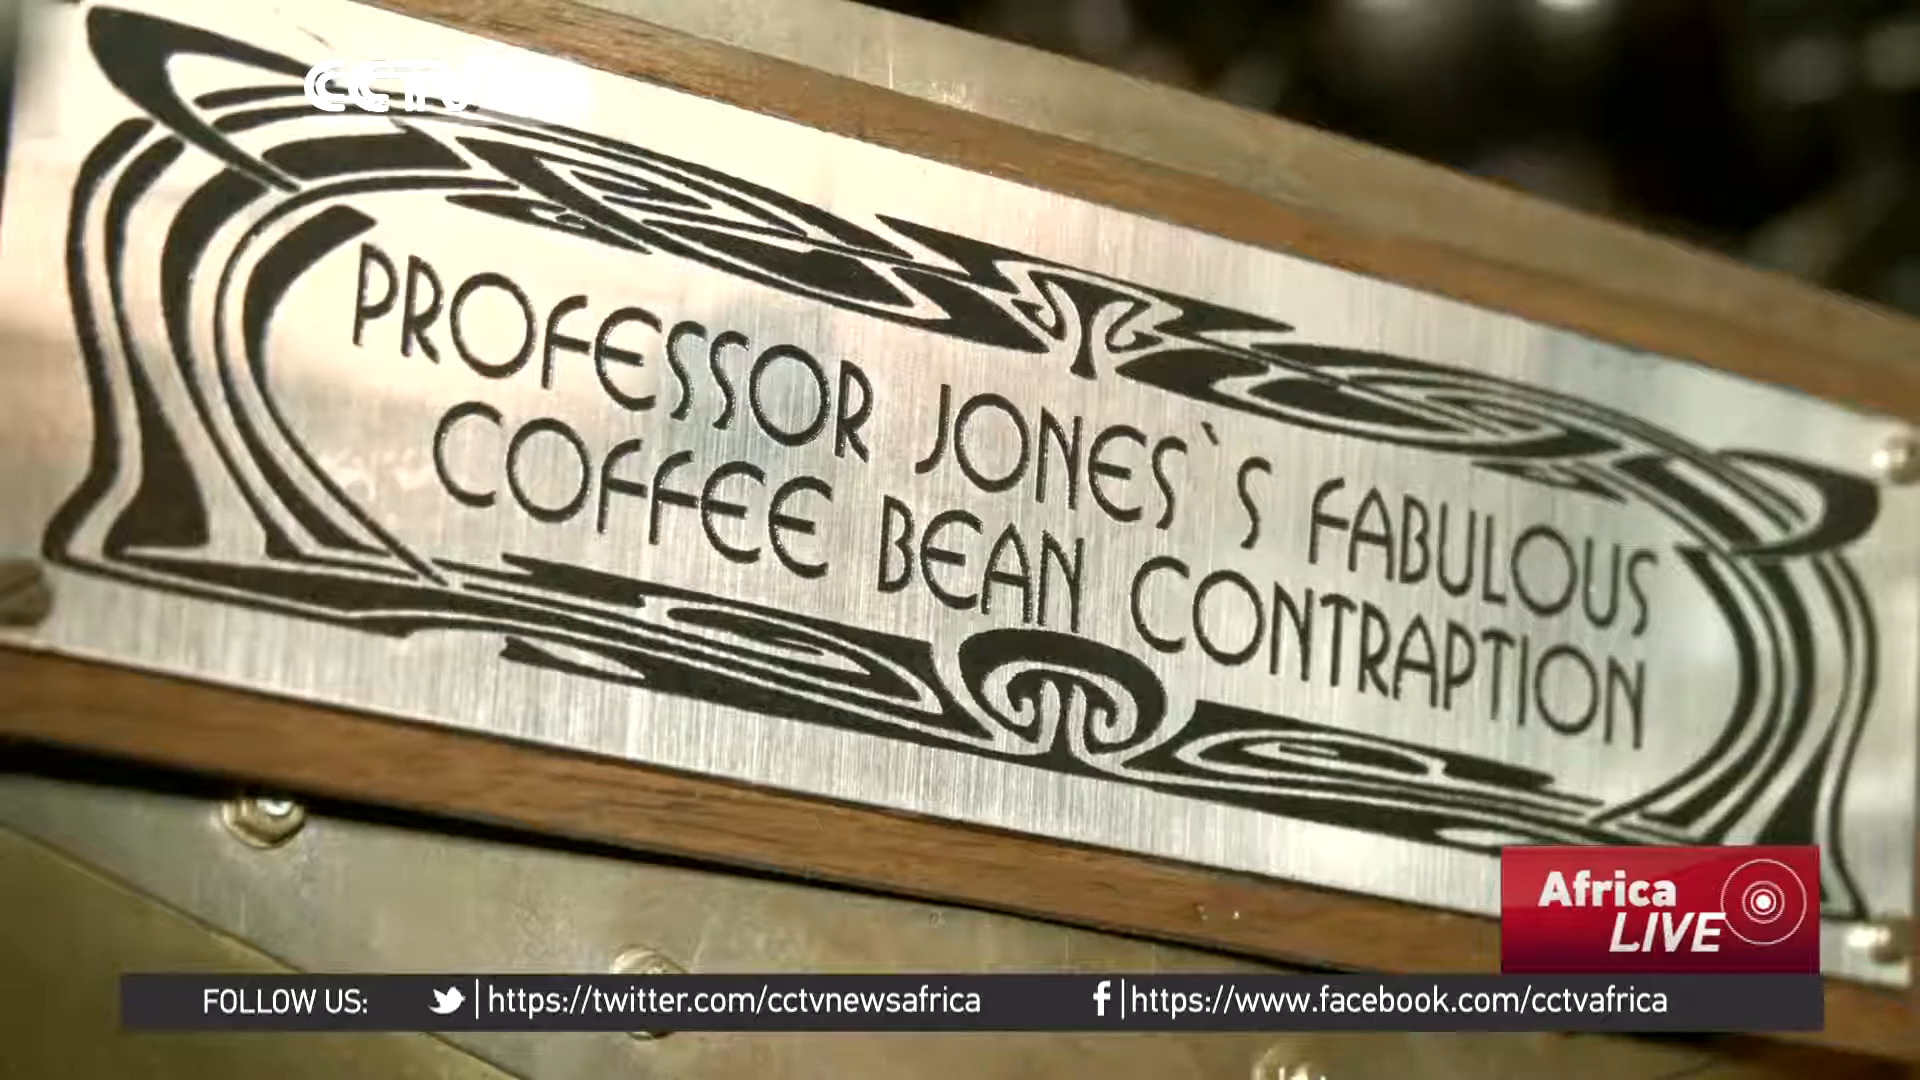 CCTV
PROFESSOR JONES`S FABULOUS
COFFEE BEAN CONTRAPTION
Africa
LIVE
FOLLOW US: https://twitter.com/cctvnewsafrica https://www.facebook.com/cctvafrica